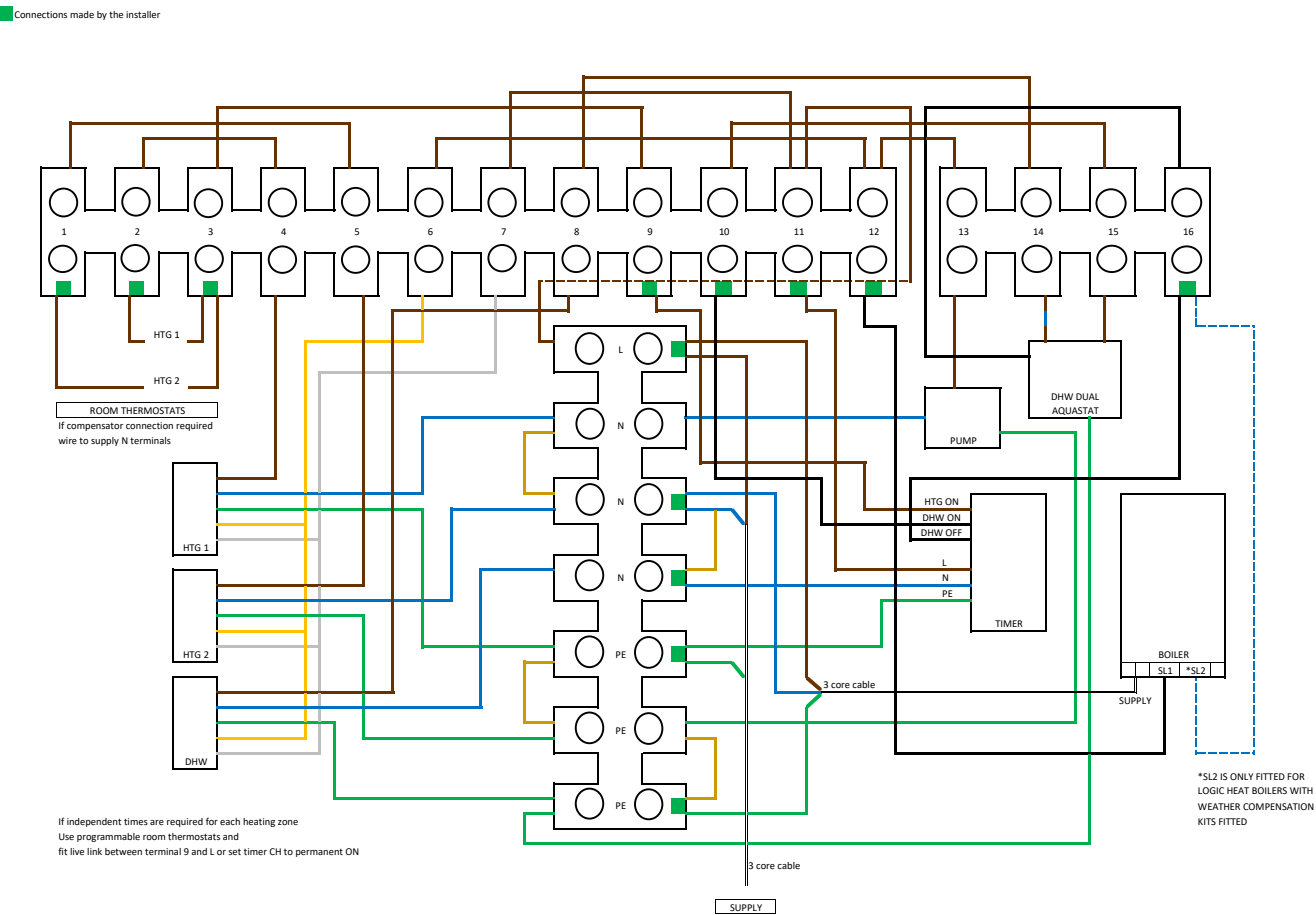 Connections made by the installer
1 2 3 4 5 6 7 8 9 10 11 12 13 14 15 16
HTG 1
HTG 2
ROOM THERMOSTATS
If compensator connection required
wire to supply N terminals
L
N
N
N
PE
PE
PE
DHW DUAL
AQUASTAT
PUMP
HTG 1
HTG 2
DHW
HTG ON
DHW ON
DHW OFF
L
N
PE
TIMER
BOILER
SL1 *SL2
SUPPLY
3 core cable
*SL2 IS ONLY FITTED FOR
LOGIC HEAT BOILERS WITH
WEATHER COMPENSATION
KITS FITTED
If independent times are required for each heating zone
Use programmable room thermostats and
fit live link between terminal 9 and L or set timer CH to permanent ON
3 core cable
SUPPLY